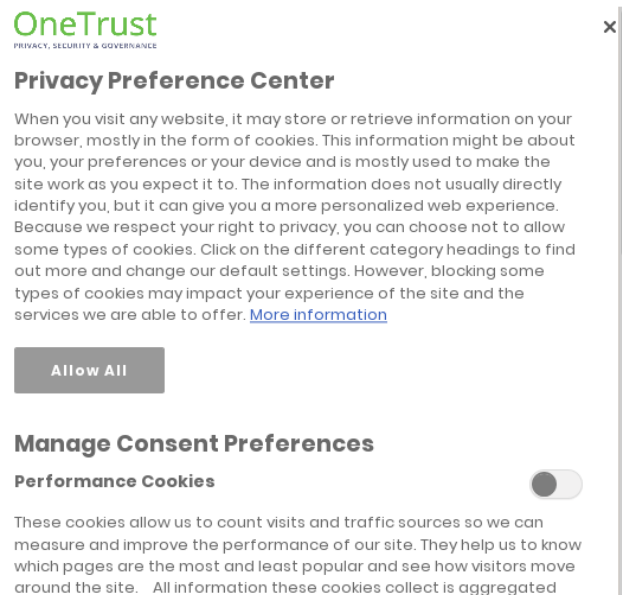 OneTrust
PRIVACY, SECURITY & GOVERNANCE
Privacy Preference Center
When you visit any website, it may store or retrieve information on your
browser, mostly in the form of cookies. This information might be about
you, your preferences or your device and is mostly used to make the
site work as you expect it to. The information does not usually directly
identify you, but it can give you a more personalized web experience.
Because we respect your right to privacy, you can choose not to allow
some types of cookies. Click on the different category headings to find
out more and change our default settings. However, blocking some
types of cookies may impact your experience of the site and the
services we are able to offer. More information
Allow All
Manage Consent Preferences
Performance Cookies
These cookies allow us to count visits and traffic sources so we can
measure and improve the performance of our site. They help us to know
which pages are the most and least popular and see how visitors move
around the site. All information these cookies collect is aggregated